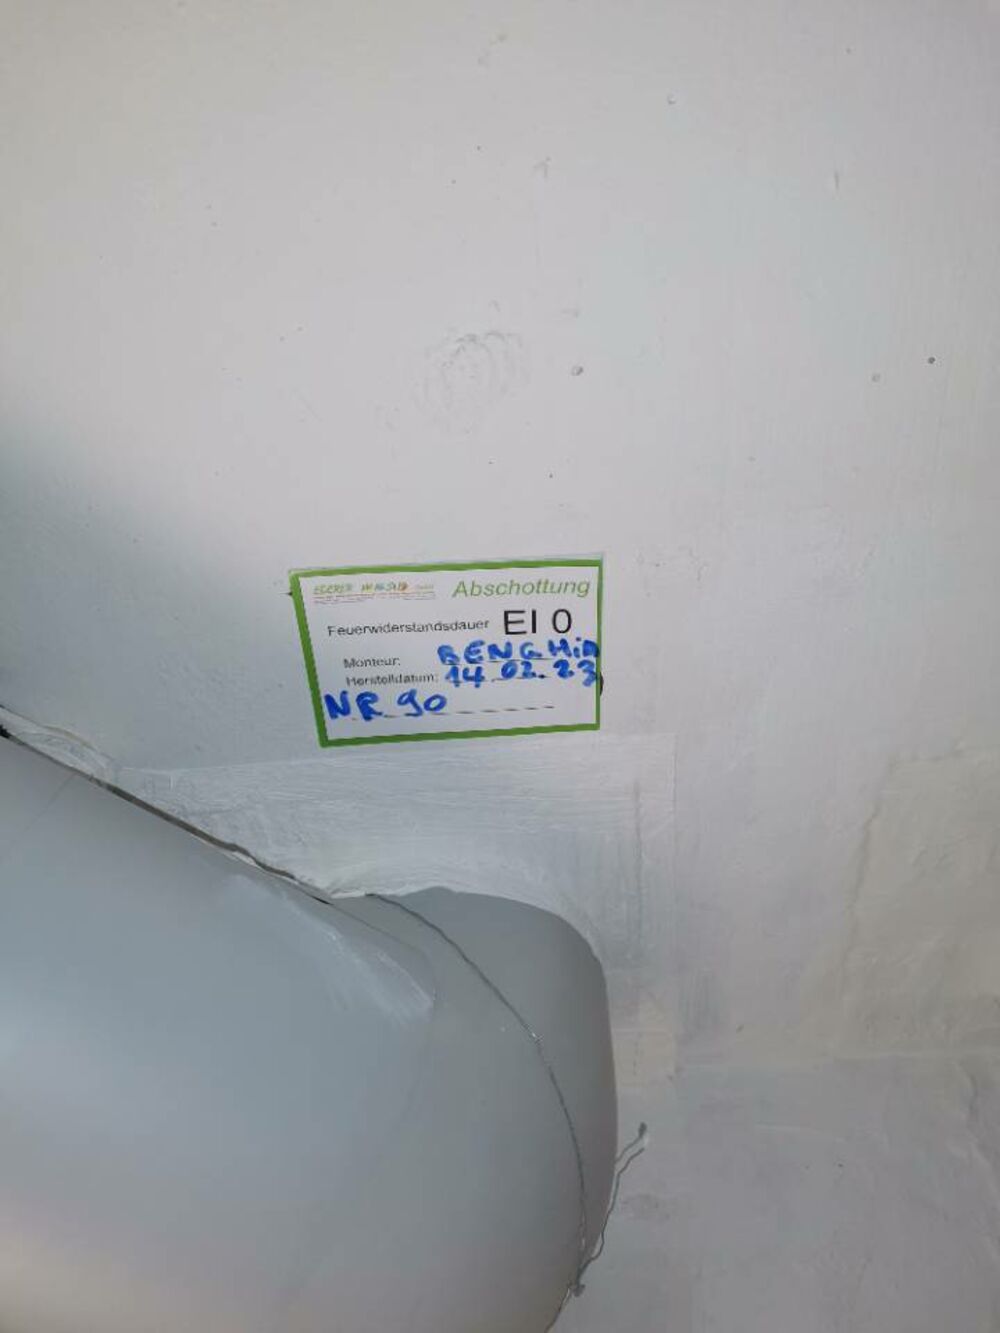 Abschottung
Feuerwiderstandsdauer EI 0
Monteur: BENGHIA
Herstelldatum: 14.02.23
NR 90